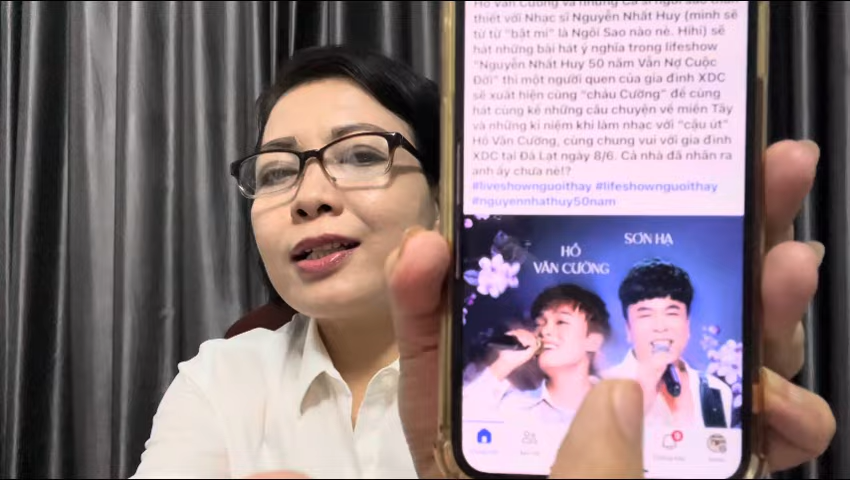 Hồ Văn Cường và những Ca sĩ ngôi sao thân
thiết với Nhạc sĩ Nguyễn Nhất Huy (mình sẽ
từ từ “bật mí” là Ngôi Sao nào nè. Hihi) sẽ
hát những bài hát ý nghĩa trong lifeshow
“Nguyễn Nhất Huy 50 năm Vẫn Nợ Cuộc
Đời” thì một người quen của gia đình XDC
sẽ xuất hiện cùng “cháu Cường” để cùng
hát cùng kể những câu chuyện về miền Tây
và những kỉ niệm khi làm nhạc với “cậu út”
Hồ Văn Cường, cùng chung vui với gia đình
XDC tại Đà Lạt ngày 8/6. Cả nhà đã nhân ra
anh ấy chưa nè!?
#liveshownguoithay #lifeshownguoithay
#nguyennhathuy50nam
SƠN HẠ
HỒ
VĂN CƯỜNG